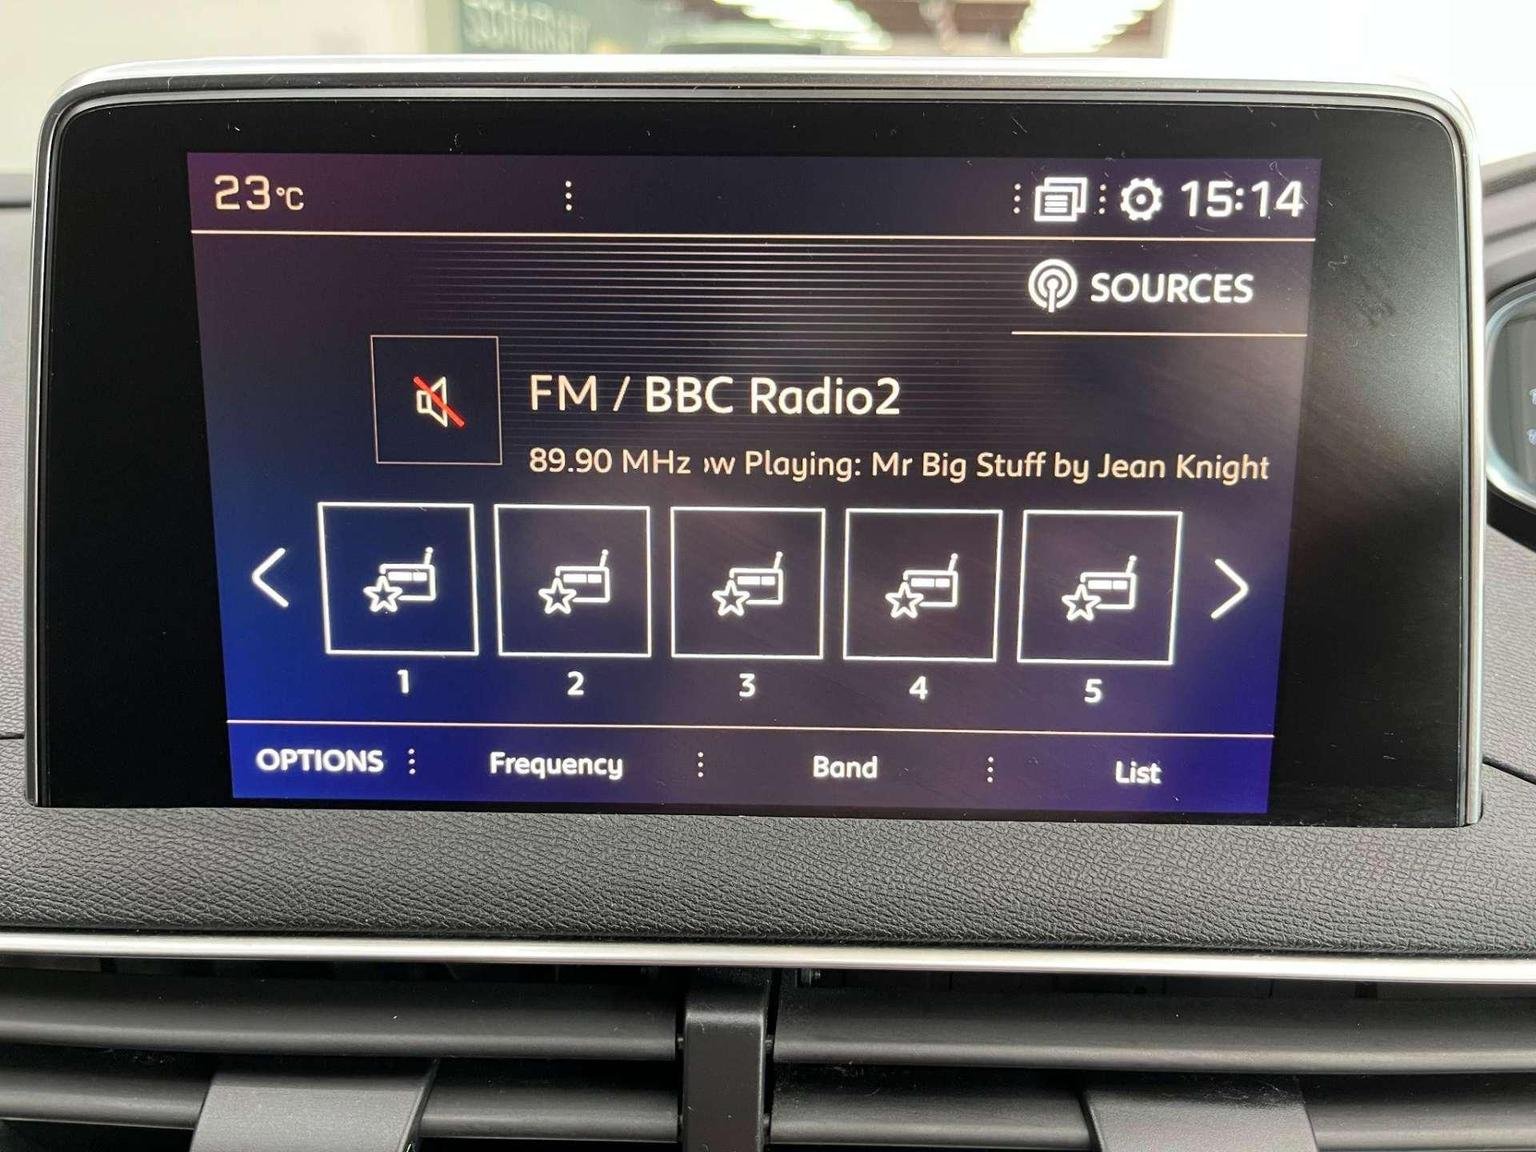 23°C
15:14
SOURCES
FM / BBC Radio2
89.90 MHz ow Playing: Mr Big Stuff by Jean Knight
1 2 3 4 5
OPTIONS Frequency Band List